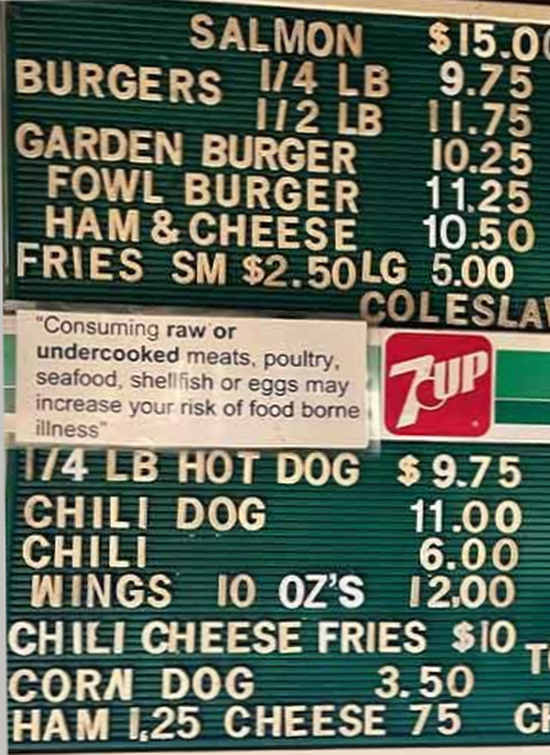 SALMON $15.00
BURGERS 1/4 LB 9.75
1/2 LB 11.75
GARDEN BURGER 10.25
FOWL BURGER 11.25
HAM & CHEESE 10.50
FRIES SM $2.50 LG 5.00
COLESLA
"Consuming raw or
undercooked meats, poultry,
seafood, shellfish or eggs may
increase your risk of food borne
illness"
7UP
1/4 LB HOT DOG $9.75
CHILI DOG 11.00
CHILI 6.00
WINGS 10 OZ'S 12.00
CHILI CHEESE FRIES $10
CORN DOG 3.50
HAM 1.25 CHEESE 75